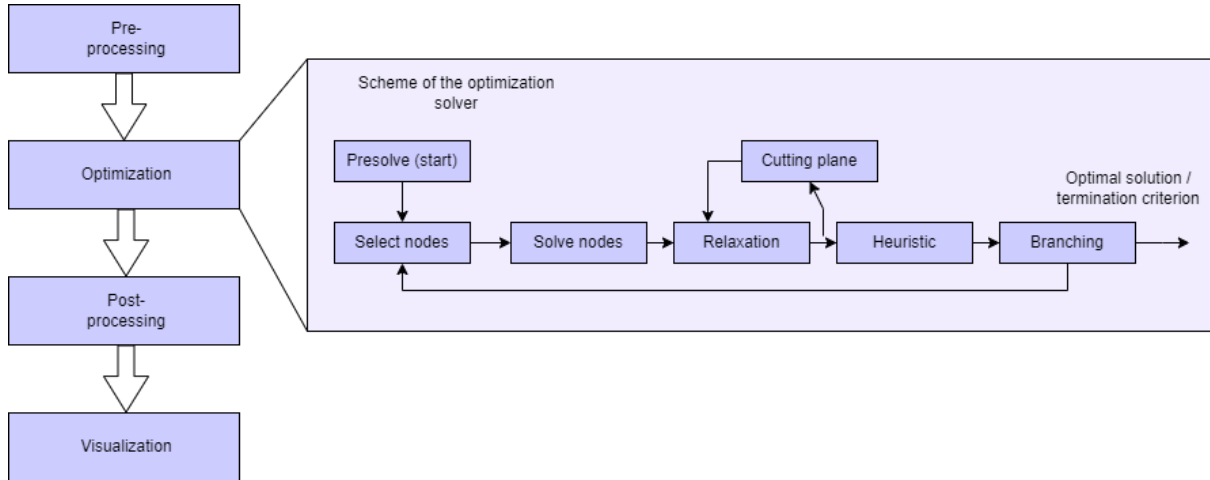 Pre-
processing
Optimization
Post-
processing
Visualization
Scheme of the optimization
solver
Presolve (start)
Cutting plane
Optimal solution /
termination criterion
Select nodes
Solve nodes
Relaxation
Heuristic
Branching